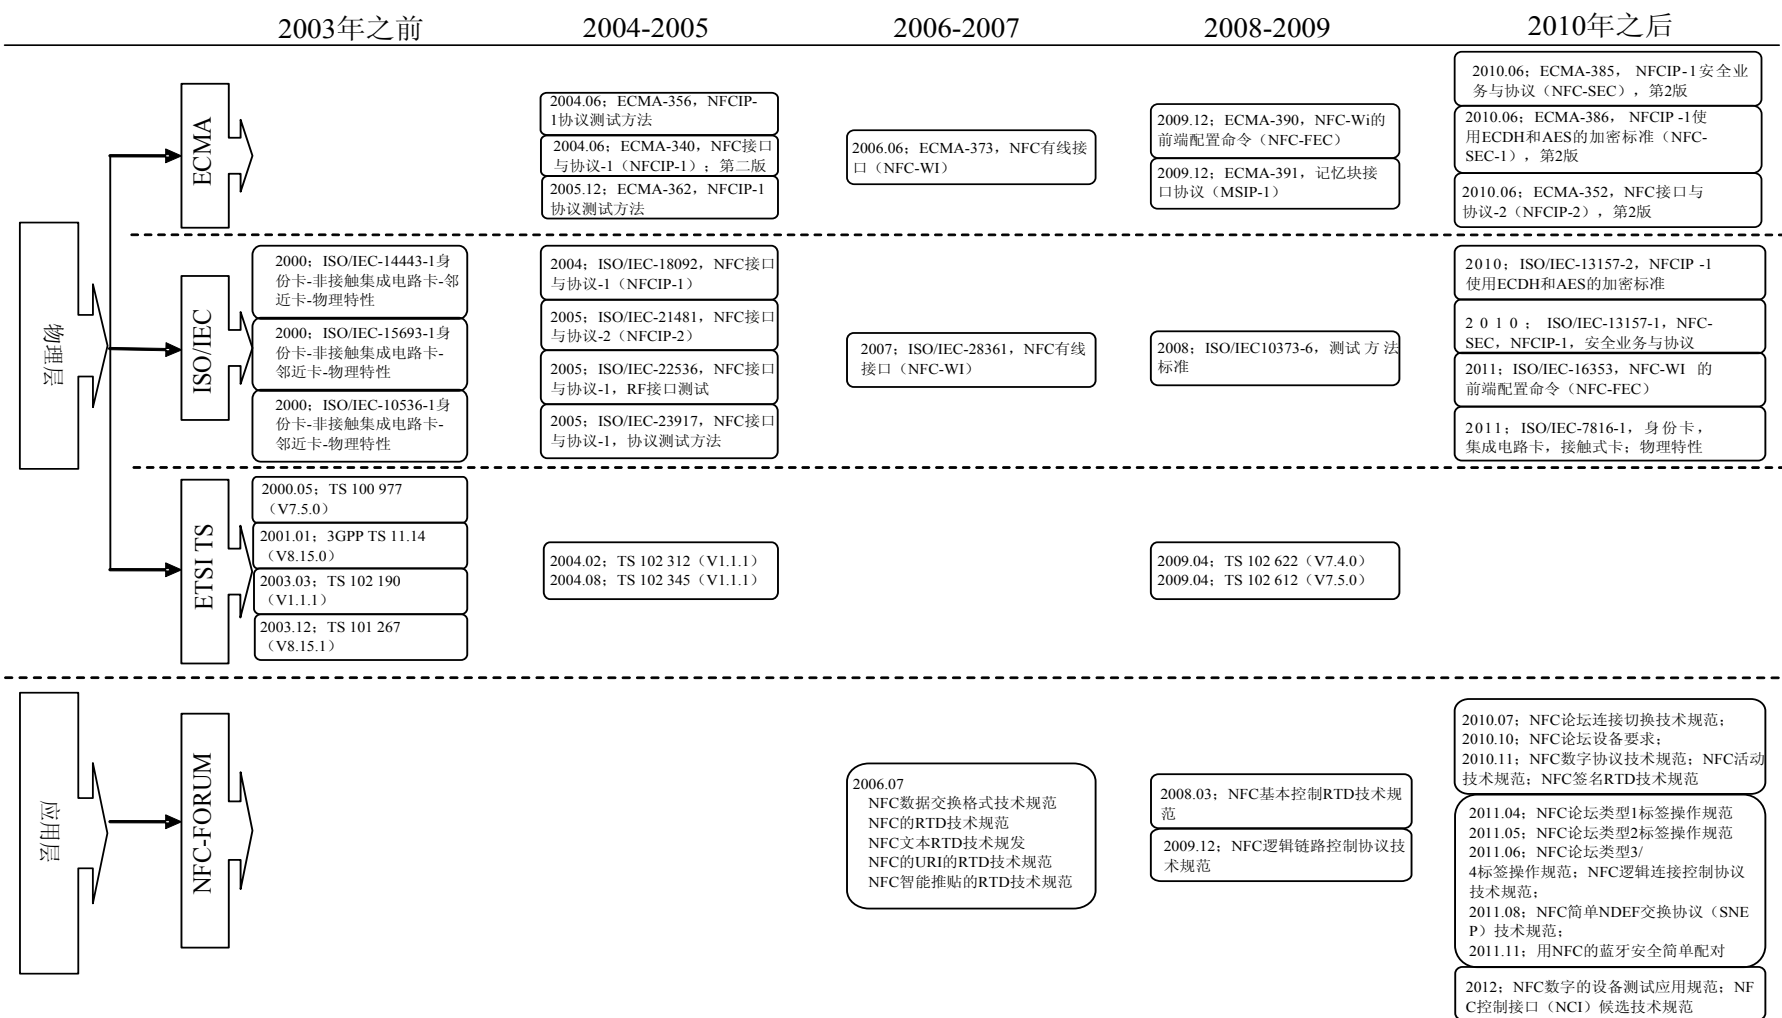 2003年之前
2004-2005
2006-2007
2008-2009
2010年之后
物理层
ECMA
2004.06；ECMA-356，NFCIP-
1协议测试方法
2004.06；ECMA-340，NFC接口
与协议-1（NFCIP-1）；第二版
2005.12；ECMA-362，NFCIP-1
协议测试方法
2006.06；ECMA-373，NFC有线接
口（NFC-WI）
2009.12；ECMA-390，NFC-Wi的
前端配置命令（NFC-FEC）
2009.12；ECMA-391，记忆块接
口协议（MSIP-1）
2010.06；ECMA-385， NFCIP-1安全业
务与协议（NFC-SEC），第2版
2010.06；ECMA-386， NFCIP -1使
用ECDH和AES的加密标准（NFC-
SEC-1），第2版
2010.06；ECMA-352，NFC接口与
协议-2（NFCIP-2），第2版
ISO/IEC
2000；ISO/IEC-14443-1身
份卡-非接触集成电路卡-邻
近卡-物理特性
2000；ISO/IEC-15693-1身
份卡-非接触集成电路卡-
邻近卡-物理特性
2000；ISO/IEC-10536-1身
份卡-非接触集成电路卡-
邻近卡-物理特性
2004；ISO/IEC-18092，NFC接口
与协议-1（NFCIP-1）
2005；ISO/IEC-21481，NFC接口
与协议-2（NFCIP-2）
2005；ISO/IEC-22536，NFC接口
与协议-1，RF接口测试
2005；ISO/IEC-23917，NFC接口
与协议-1，协议测试方法
2007；ISO/IEC-28361，NFC有线
接口（NFC-WI）
2008；ISO/IEC10373-6，测试方法
标准
2010；ISO/IEC-13157-2，NFCIP -1
使用ECDH和AES的加密标准
2010； ISO/IEC-13157-1，NFC-
SEC，NFCIP-1，安全业务与协议
2011；ISO/IEC-16353，NFC-WI 的
前端配置命令（NFC-FEC）
2011；ISO/IEC-7816-1，身份卡，
集成电路卡，接触式卡；物理特性
ETSI TS
2000.05；TS 100 977
（V7.5.0）
2001.01；3GPP TS 11.14
（V8.15.0）
2003.03；TS 102 190
（V1.1.1）
2003.12；TS 101 267
（V8.15.1）
2004.02；TS 102 312（V1.1.1）
2004.08；TS 102 345（V1.1.1）
2009.04；TS 102 622（V7.4.0）
2009.04；TS 102 612（V7.5.0）
应用层
NFC-FORUM
2006.07
NFC数据交换格式技术规范
NFC的RTD技术规范
NFC文本RTD技术规发
NFC的URI的RTD技术规范
NFC智能推贴的RTD技术规范
2008.03；NFC基本控制RTD技术规
范
2009.12；NFC逻辑链路控制协议技
术规范
2010.07；NFC论坛连接切换技术规范；
2010.10；NFC论坛设备要求；
2010.11；NFC数字协议技术规范；NFC活动
技术规范；NFC签名RTD技术规范
2011.04；NFC论坛类型1标签操作规范
2011.05；NFC论坛类型2标签操作规范
2011.06；NFC论坛类型3/
4标签操作规范；NFC逻辑连接控制协议
技术规范；
2011.08；NFC简单NDEF交换协议（SNE
P）技术规范；
2011.11；用NFC的蓝牙安全简单配对
2012；NFC数字的设备测试应用规范；NF
C控制接口（NCI）候选技术规范